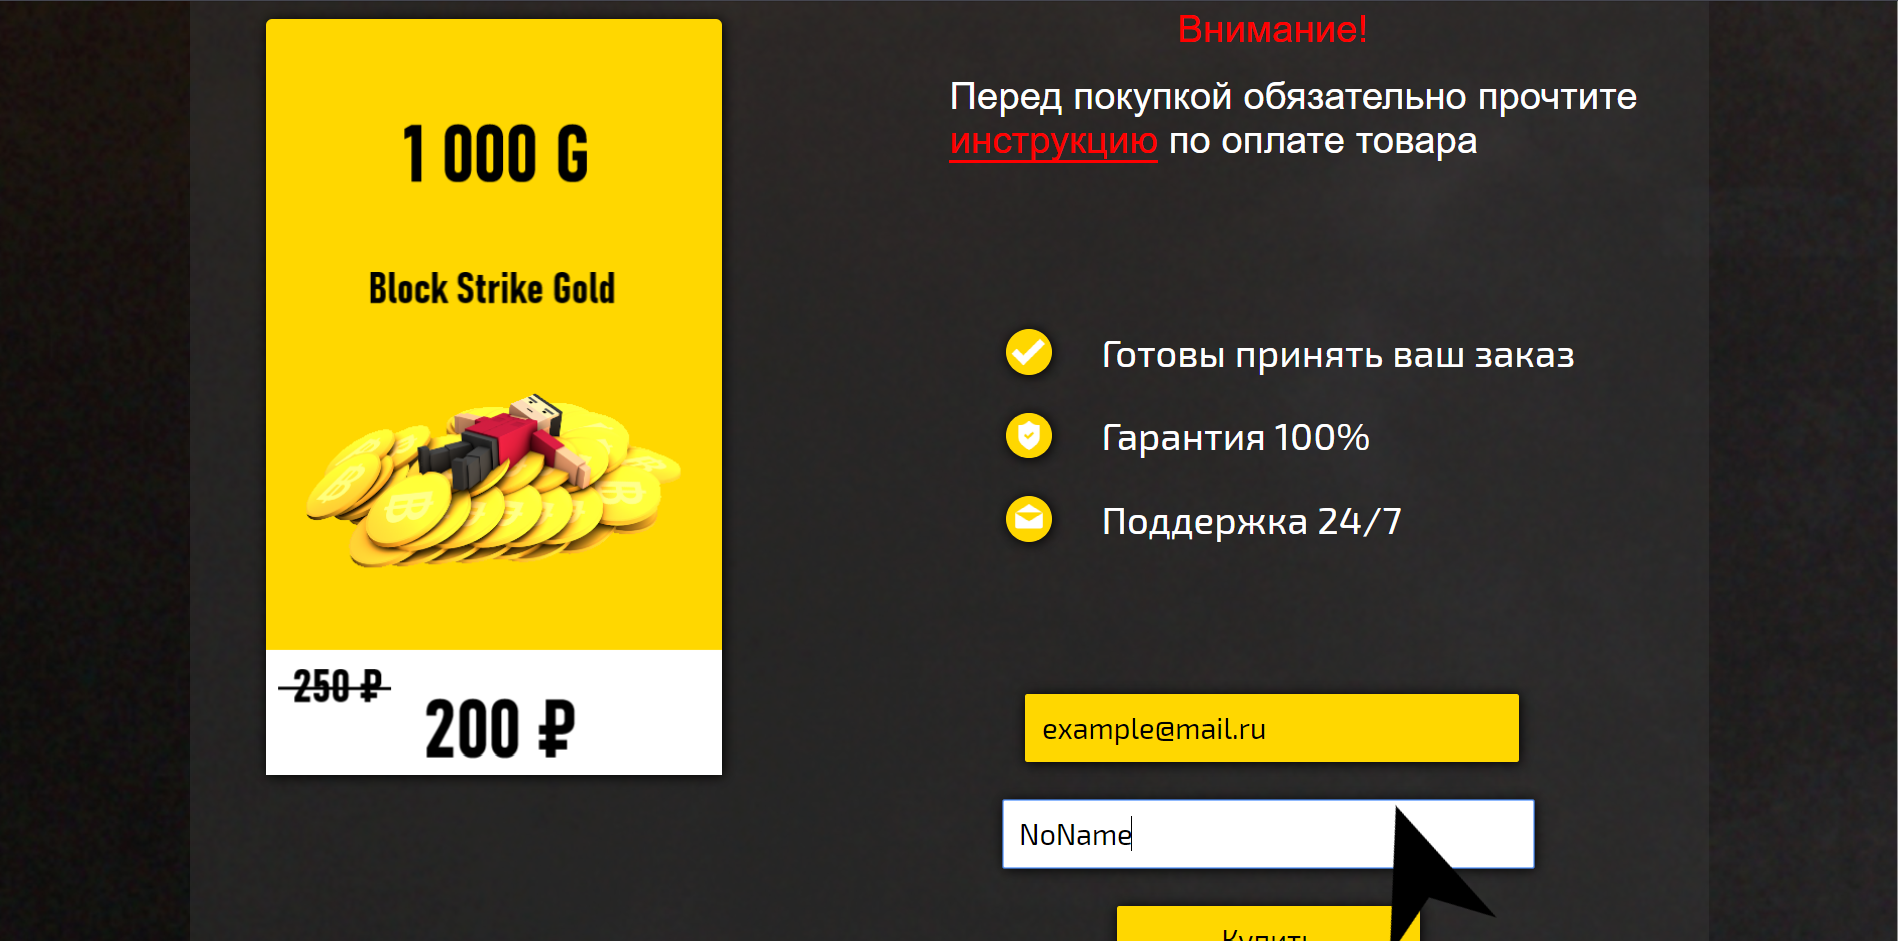 1 000 G
Block Strike Gold
250 ₽
200 ₽
Внимание!
Перед покупкой обязательно прочтите
инструкцию по оплате товара
Готовы принять ваш заказ
Гарантия 100%
Поддержка 24/7
example@mail.ru
NoName
Купить